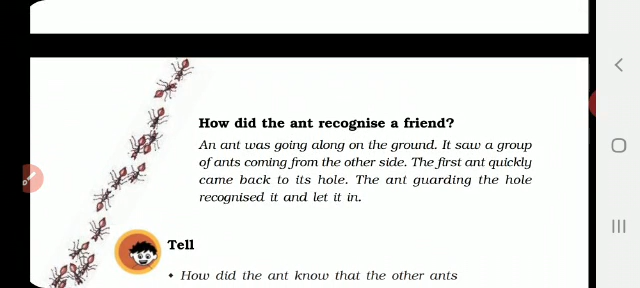 How did the ant recognise a friend?
An ant was going along on the ground. It saw a group
of ants coming from the other side. The first ant quickly
came back to its hole. The ant guarding the hole
recognised it and let it in.
Tell
• How did the ant know that the other ants